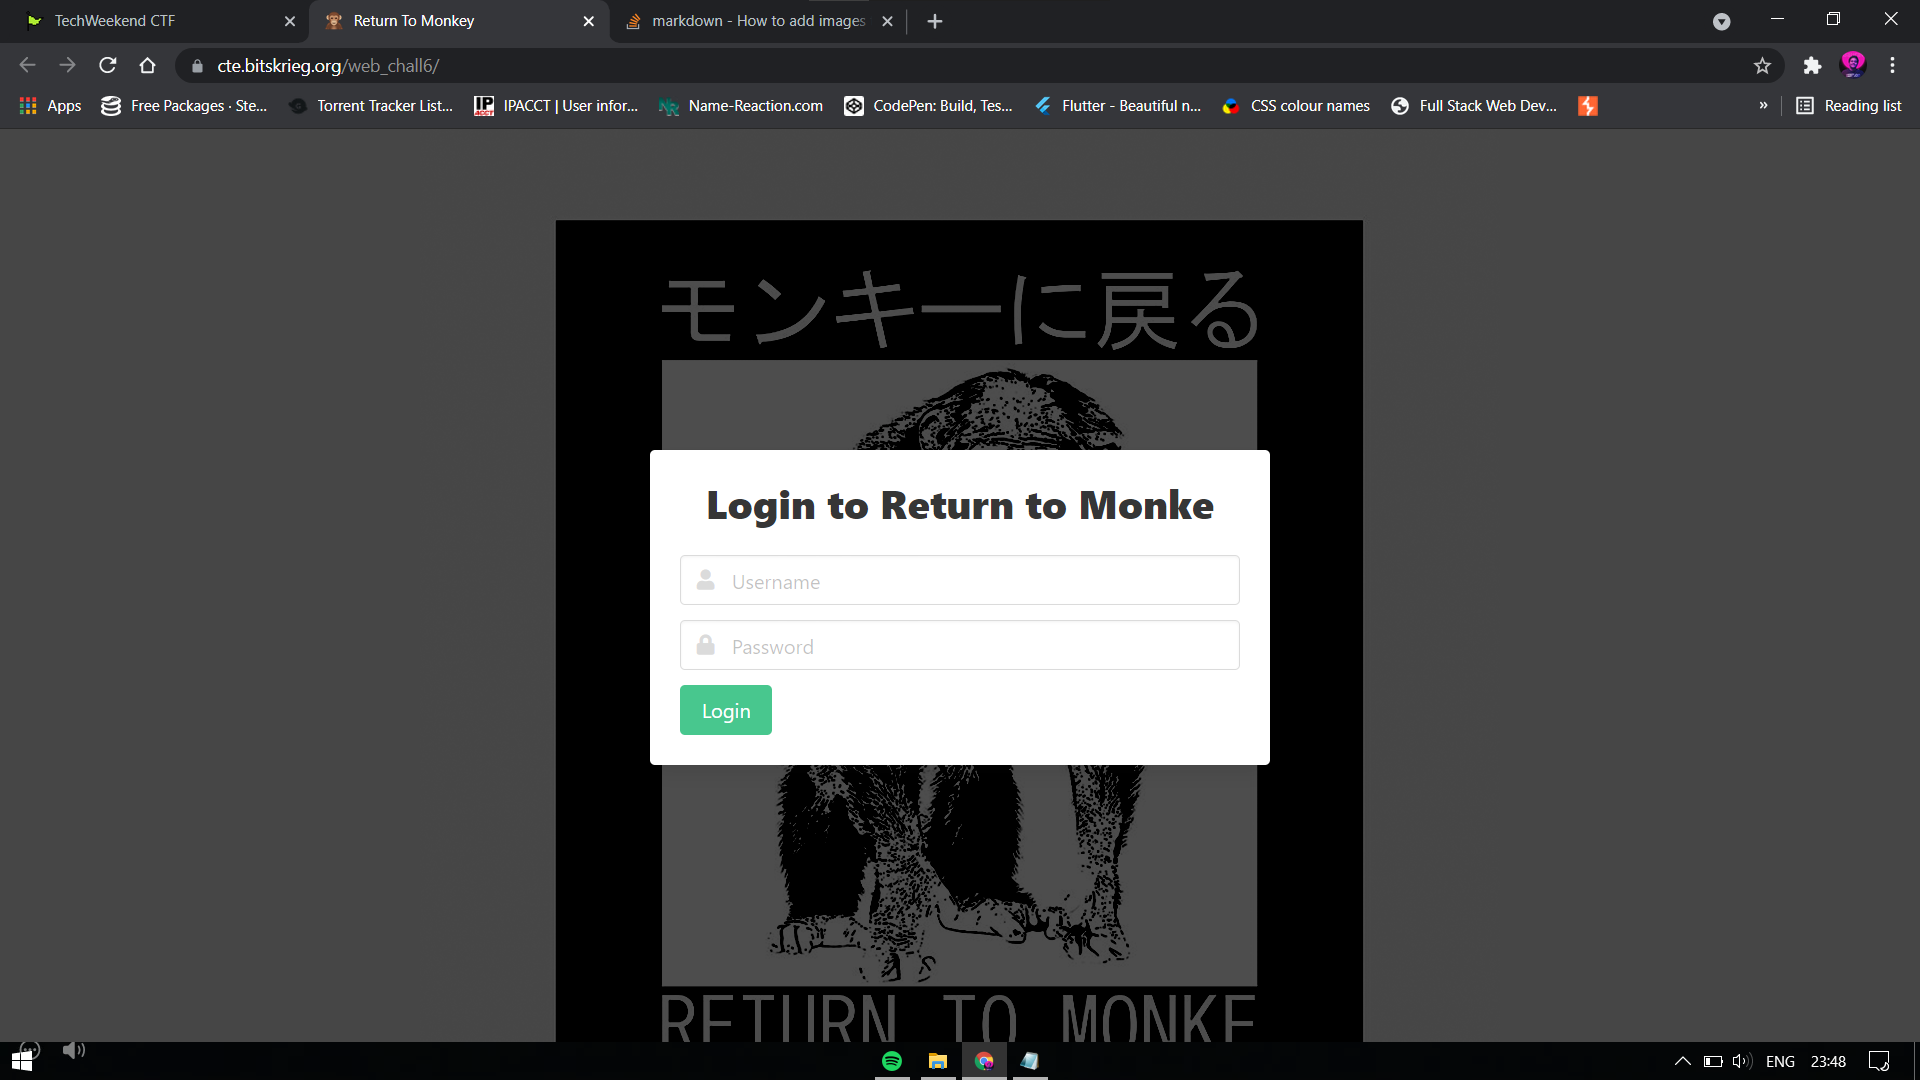 TechWeekend CTF
Return To Monkey
markdown - How to add images
cte.bitskrieg.org/web_chall6/
Apps
Free Packages · Ste...
Torrent Tracker List...
IP
ACCT
IPACCT | User infor...
Name-Reaction.com
CodePen: Build, Tes...
Flutter - Beautiful n...
CSS colour names
Full Stack Web Dev...
»
Reading list
モンキーに戻る
Login to Return to Monke
Username
Password
Login
RETURN TO MONKE
ENG
23:48